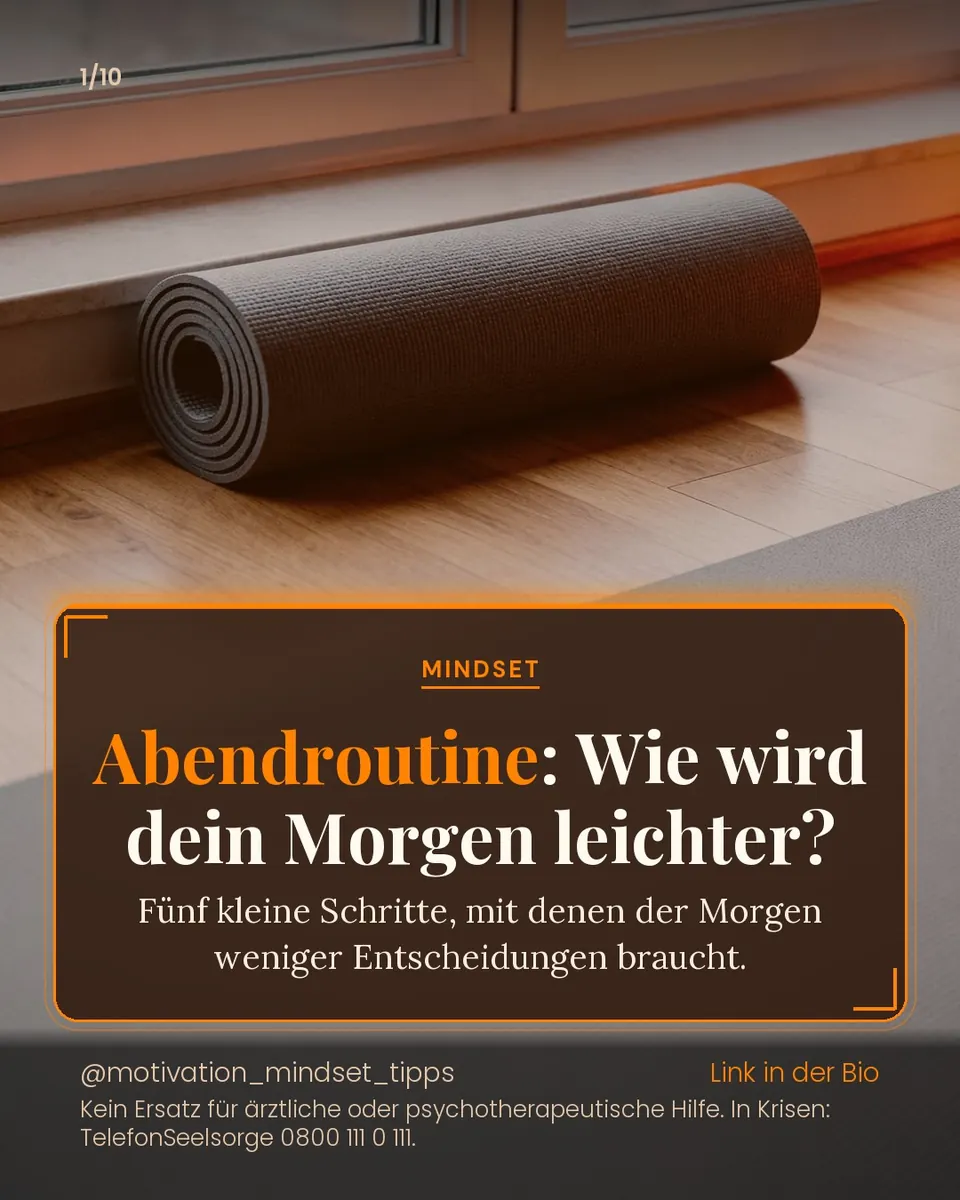 1/10
MINDSET
Abendroutine: Wie wird
dein Morgen leichter?
Fünf kleine Schritte, mit denen der Morgen
weniger Entscheidungen braucht.
@motivation_mindset_tipps
Link in der Bio
Kein Ersatz für ärztliche oder psychotherapeutische Hilfe. In Krisen:
TelefonSeelsorge 0800 111 0 111.